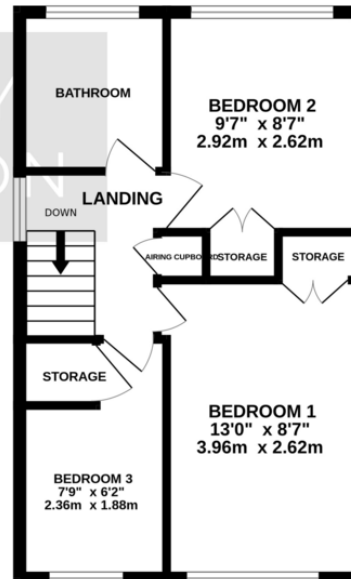 BATHROOM
BEDROOM 2
9'7" x 8'7"
2.92m x 2.62m
ON
LANDING
DOWN
AIRING CUPBOARD
STORAGE
STORAGE
STORAGE
BEDROOM 1
13'0" x 8'7"
3.96m x 2.62m
BEDROOM 3
7'9" x 6'2"
2.36m x 1.88m